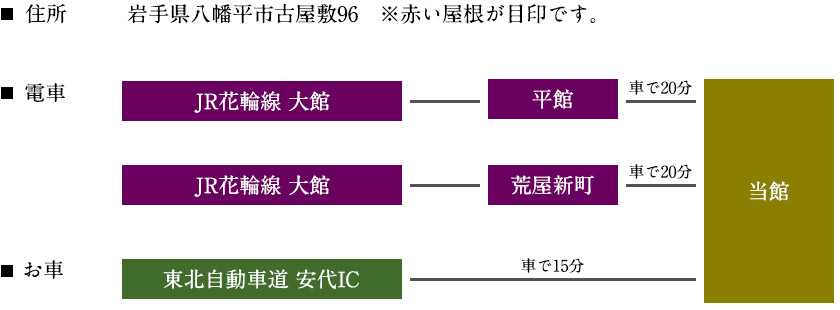 ■ 住所 岩手県八幡平市古屋敷96 ※赤い屋根が目印です。
■ 電車 JR花輪線 大館 平館 車で20分
JR花輪線 大館 荒屋新町 車で20分
当館
■ お車 東北自動車道 安代IC 車で15分